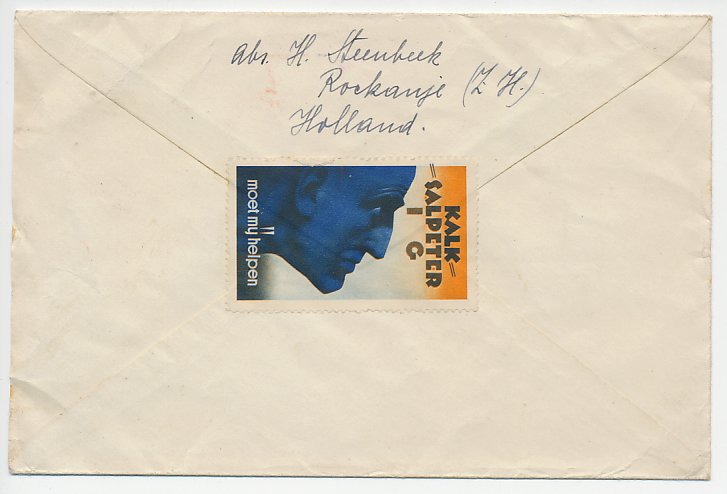 abs. H. Steenbeek
Rockanje (Z.H.)
Holland.
KALK=
=SALPETER
I G
moet mij helpen